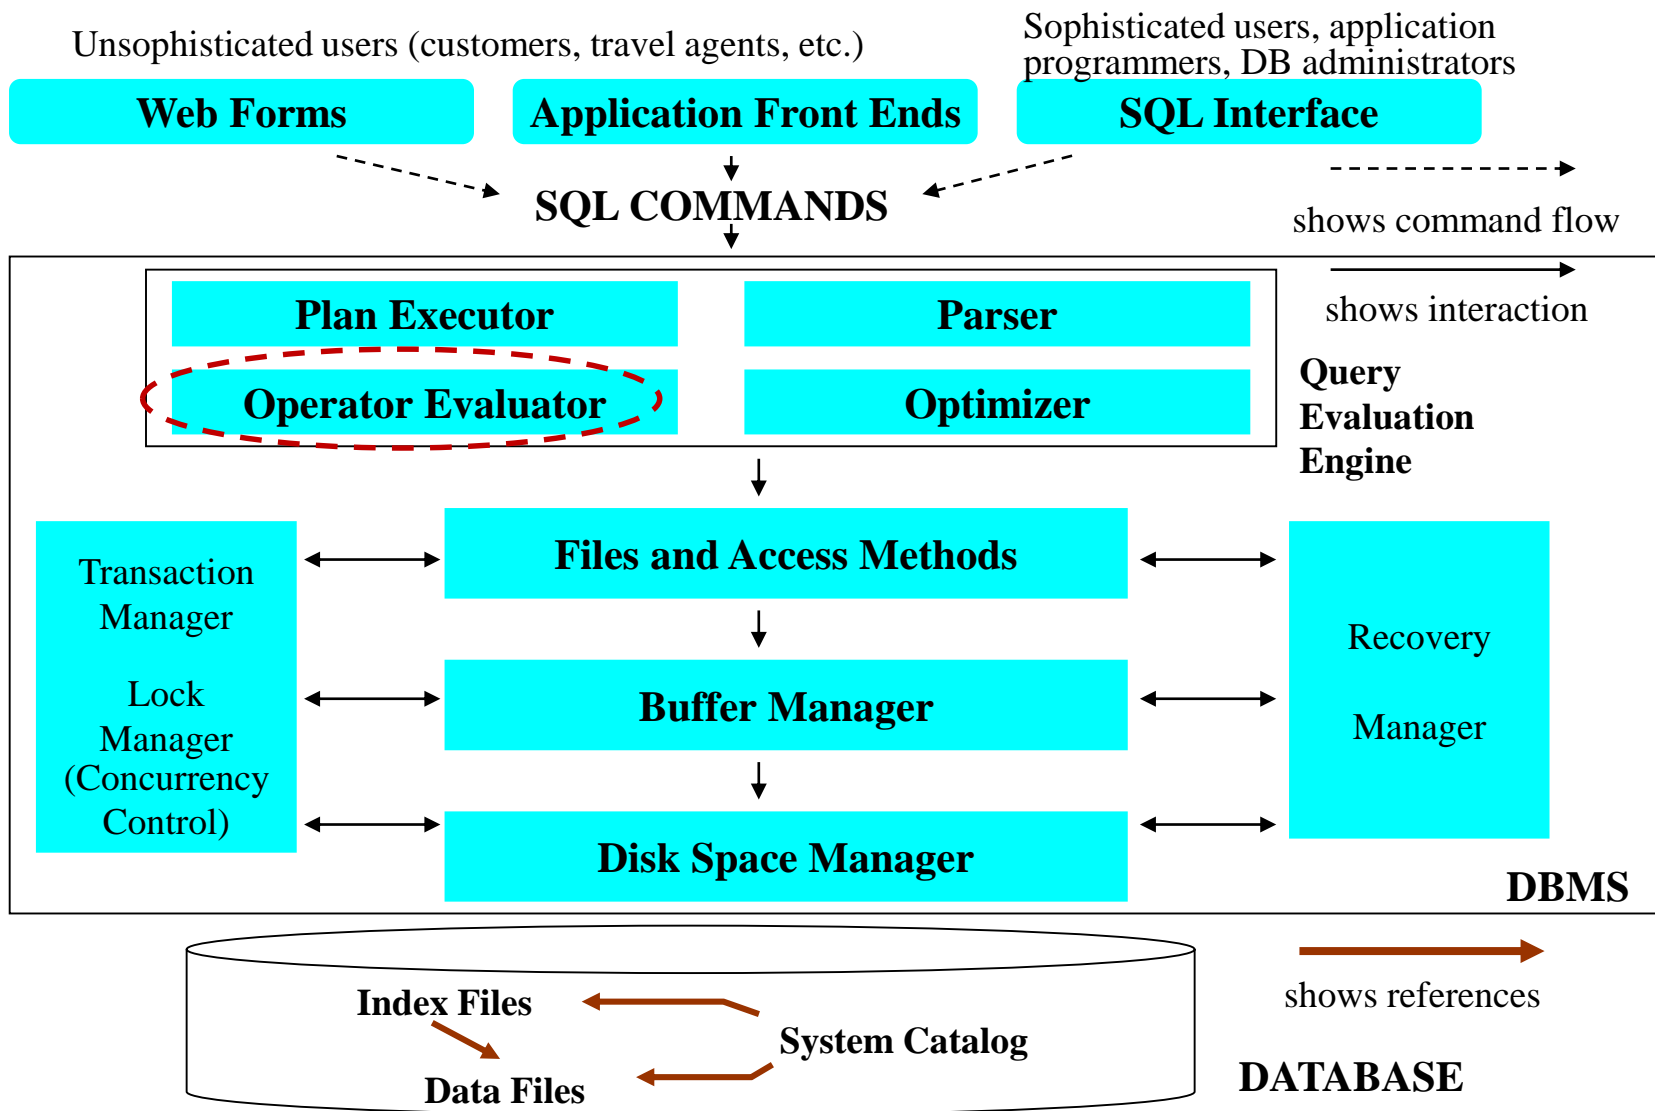 Unsophisticated users (customers, travel agents, etc.)
Sophisticated users, application
programmers, DB administrators
Web Forms
Application Front Ends
SQL Interface
SQL COMMANDS
shows command flow
shows interaction
Plan Executor
Parser
Operator Evaluator
Optimizer
Query
Evaluation
Engine
Files and Access Methods
Transaction
Manager
Lock
Manager
(Concurrency
Control)
Recovery
Manager
Buffer Manager
Disk Space Manager
DBMS
Index Files
System Catalog
Data Files
shows references
DATABASE